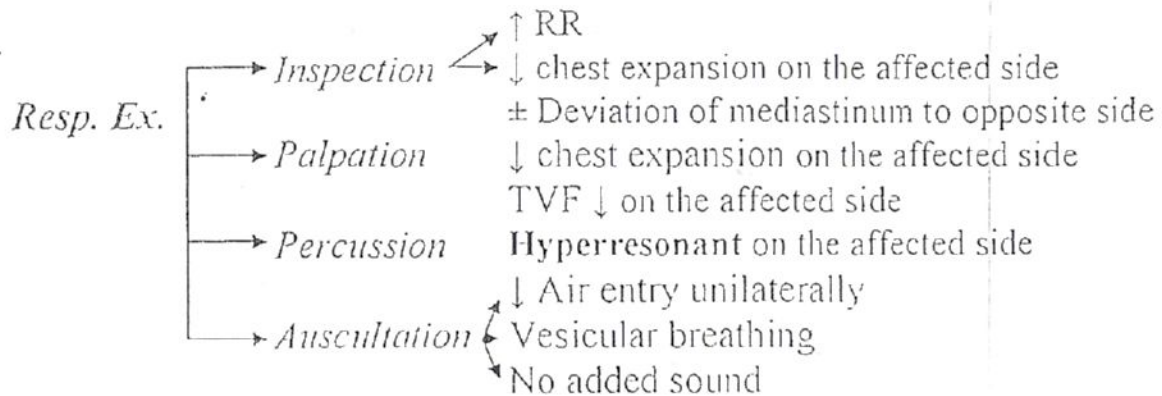 ↑ RR
Inspection ↓ chest expansion on the affected side
Resp. Ex. ± Deviation of mediastinum to opposite side
Palpation ↓ chest expansion on the affected side
TVF ↓ on the affected side
Percussion Hyperresonant on the affected side
↓ Air entry unilaterally
Auscultation Vesicular breathing
No added sound